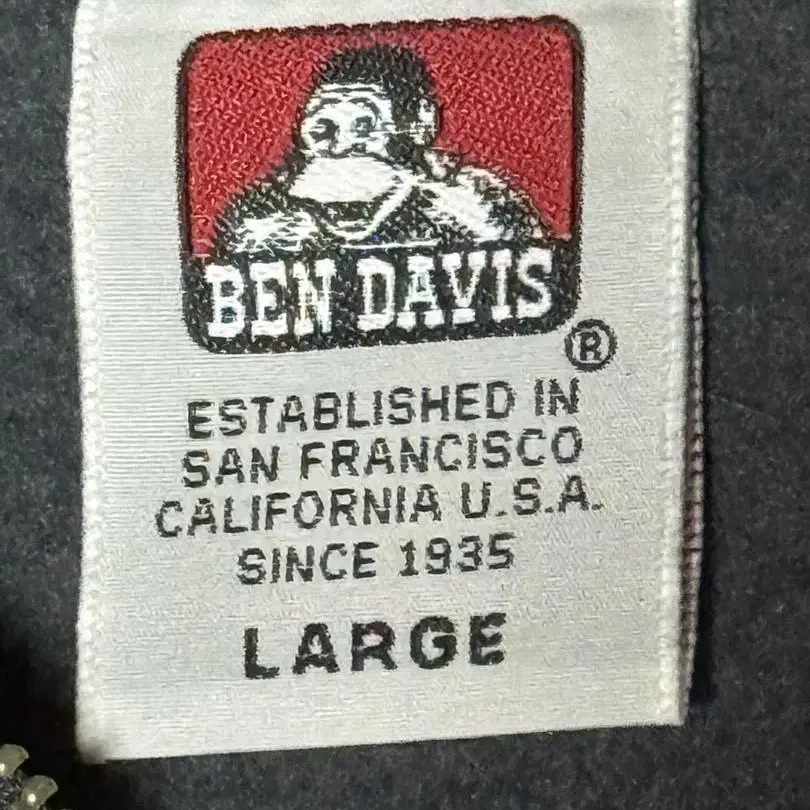 BEN DAVIS
®
ESTABLISHED IN
SAN FRANCISCO
CALIFORNIA U.S.A.
SINCE 1935
LARGE